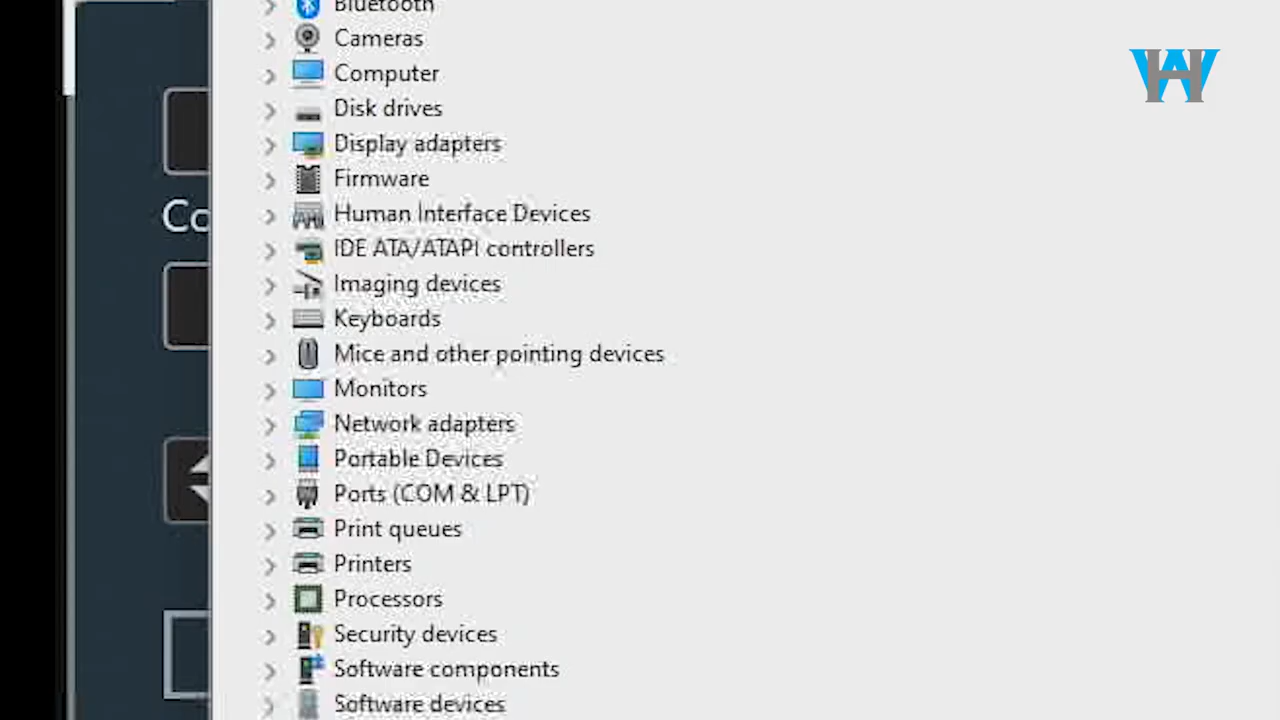 Bluetooth
Cameras
Computer
Disk drives
Display adapters
Firmware
Co
Human Interface Devices
IDE ATA/ATAPI controllers
Imaging devices
Keyboards
Mice and other pointing devices
Monitors
Network adapters
Portable Devices
Ports (COM & LPT)
Print queues
Printers
Processors
Security devices
Software components
Software devices